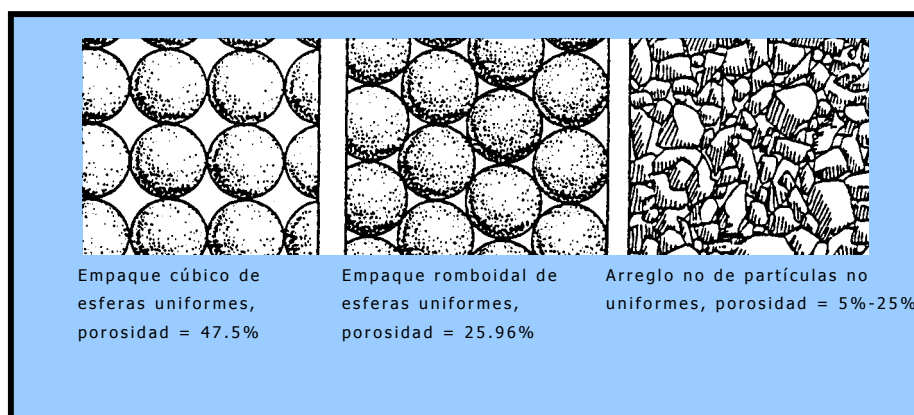 Empaque cúbico de
esferas uniformes,
porosidad = 47.5%
Empaque romboidal de
esferas uniformes,
porosidad = 25.96%
Arreglo no de partículas no
uniformes, porosidad = 5%-25%